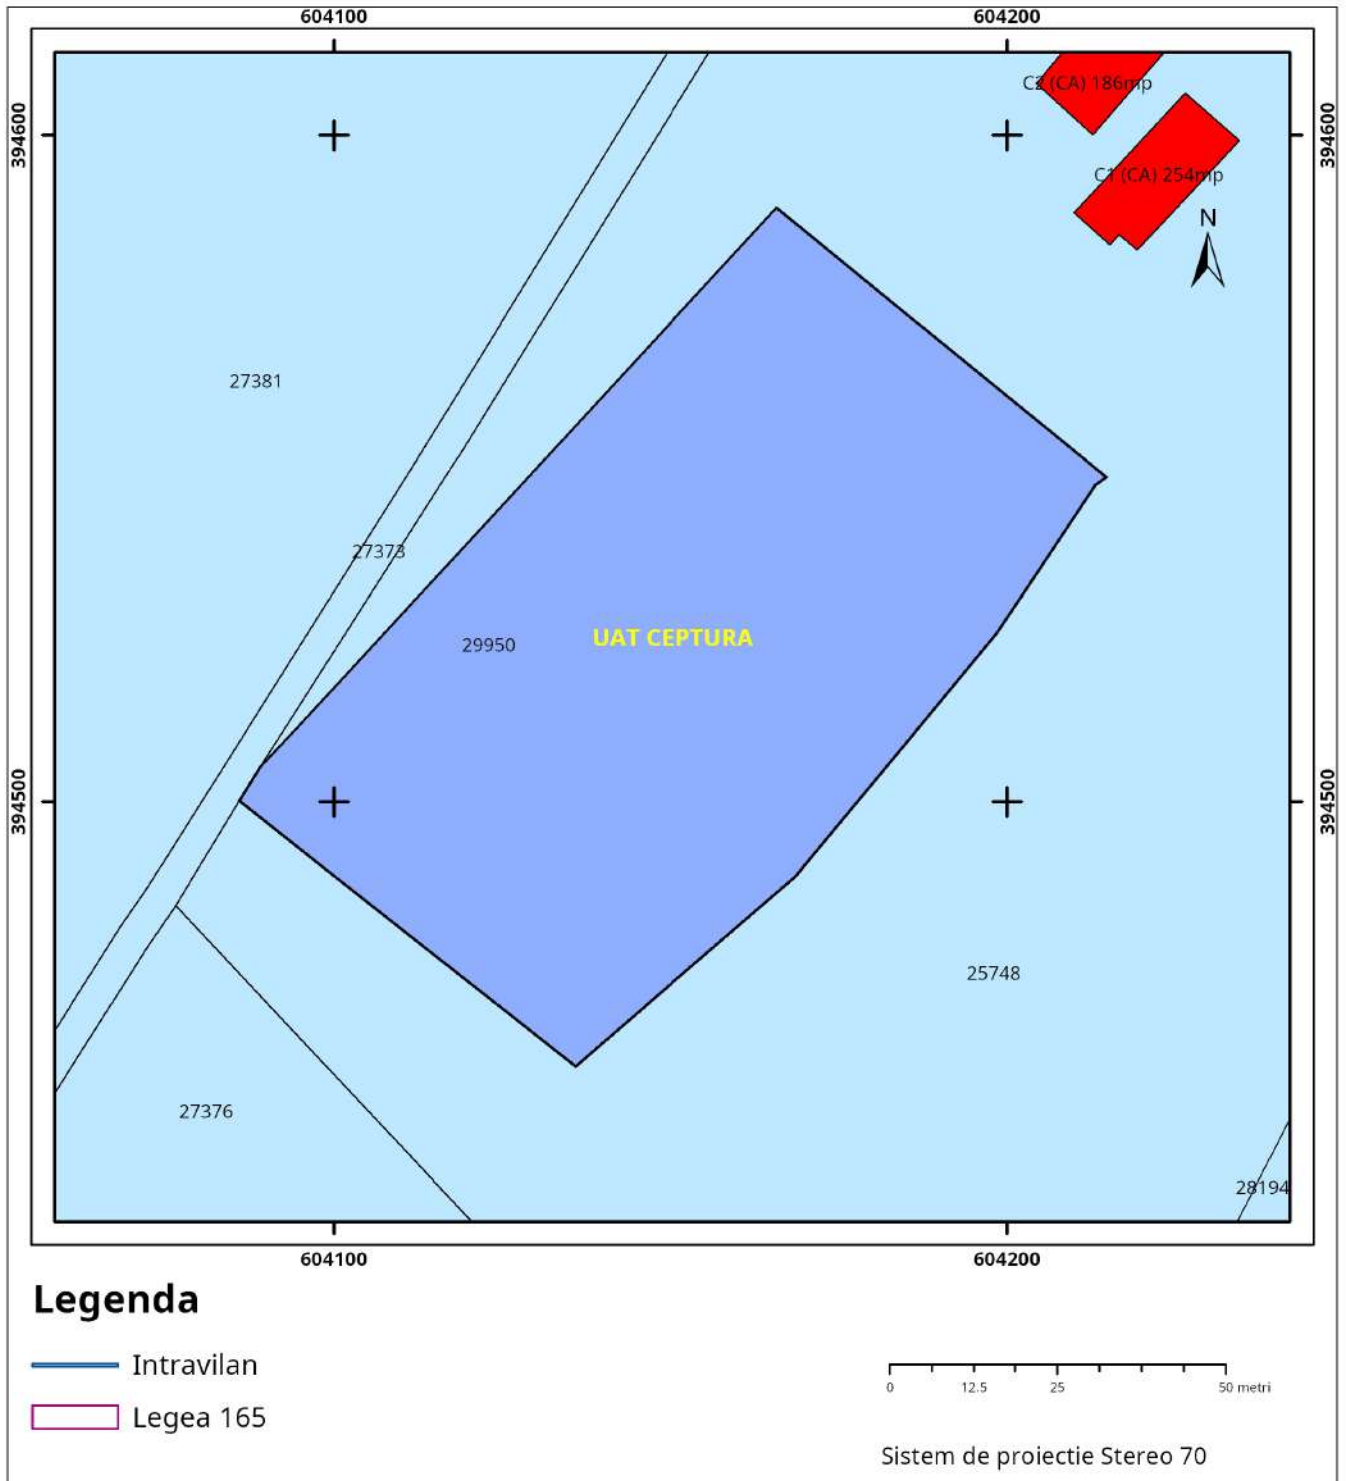 604100
604200
394600
394600
C2 (CA) 186mp
C1 (CA) 254mp
N
27381
27373
29950
UAT CEPTURA
394500
394500
25748
27376
28194
604100
604200
Legenda
Intravilan
Legea 165
0 12.5 25 50 metri
Sistem de proiectie Stereo 70